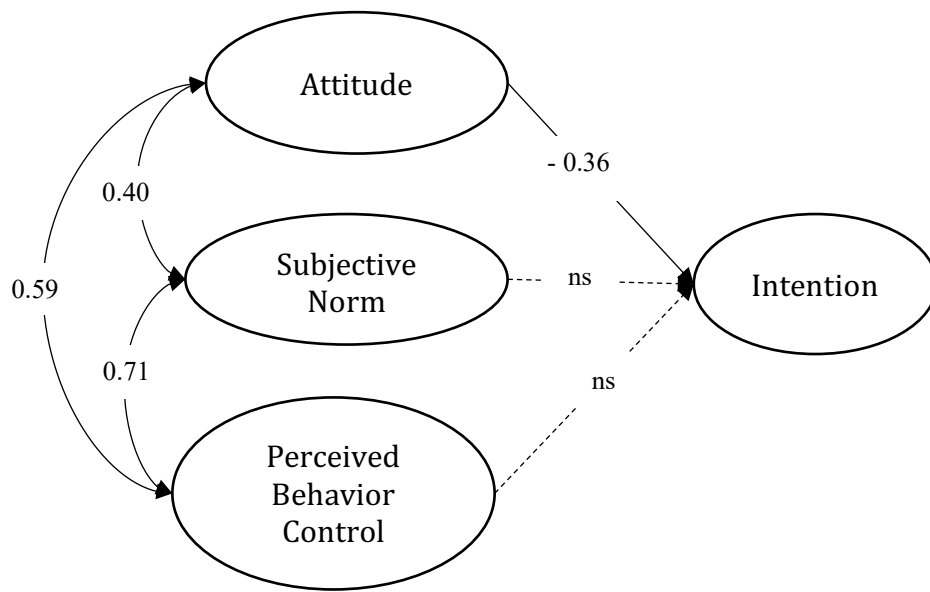 Attitude
- 0.36
0.40
Subjective
Norm
ns
Intention
0.59
0.71
ns
Perceived
Behavior
Control